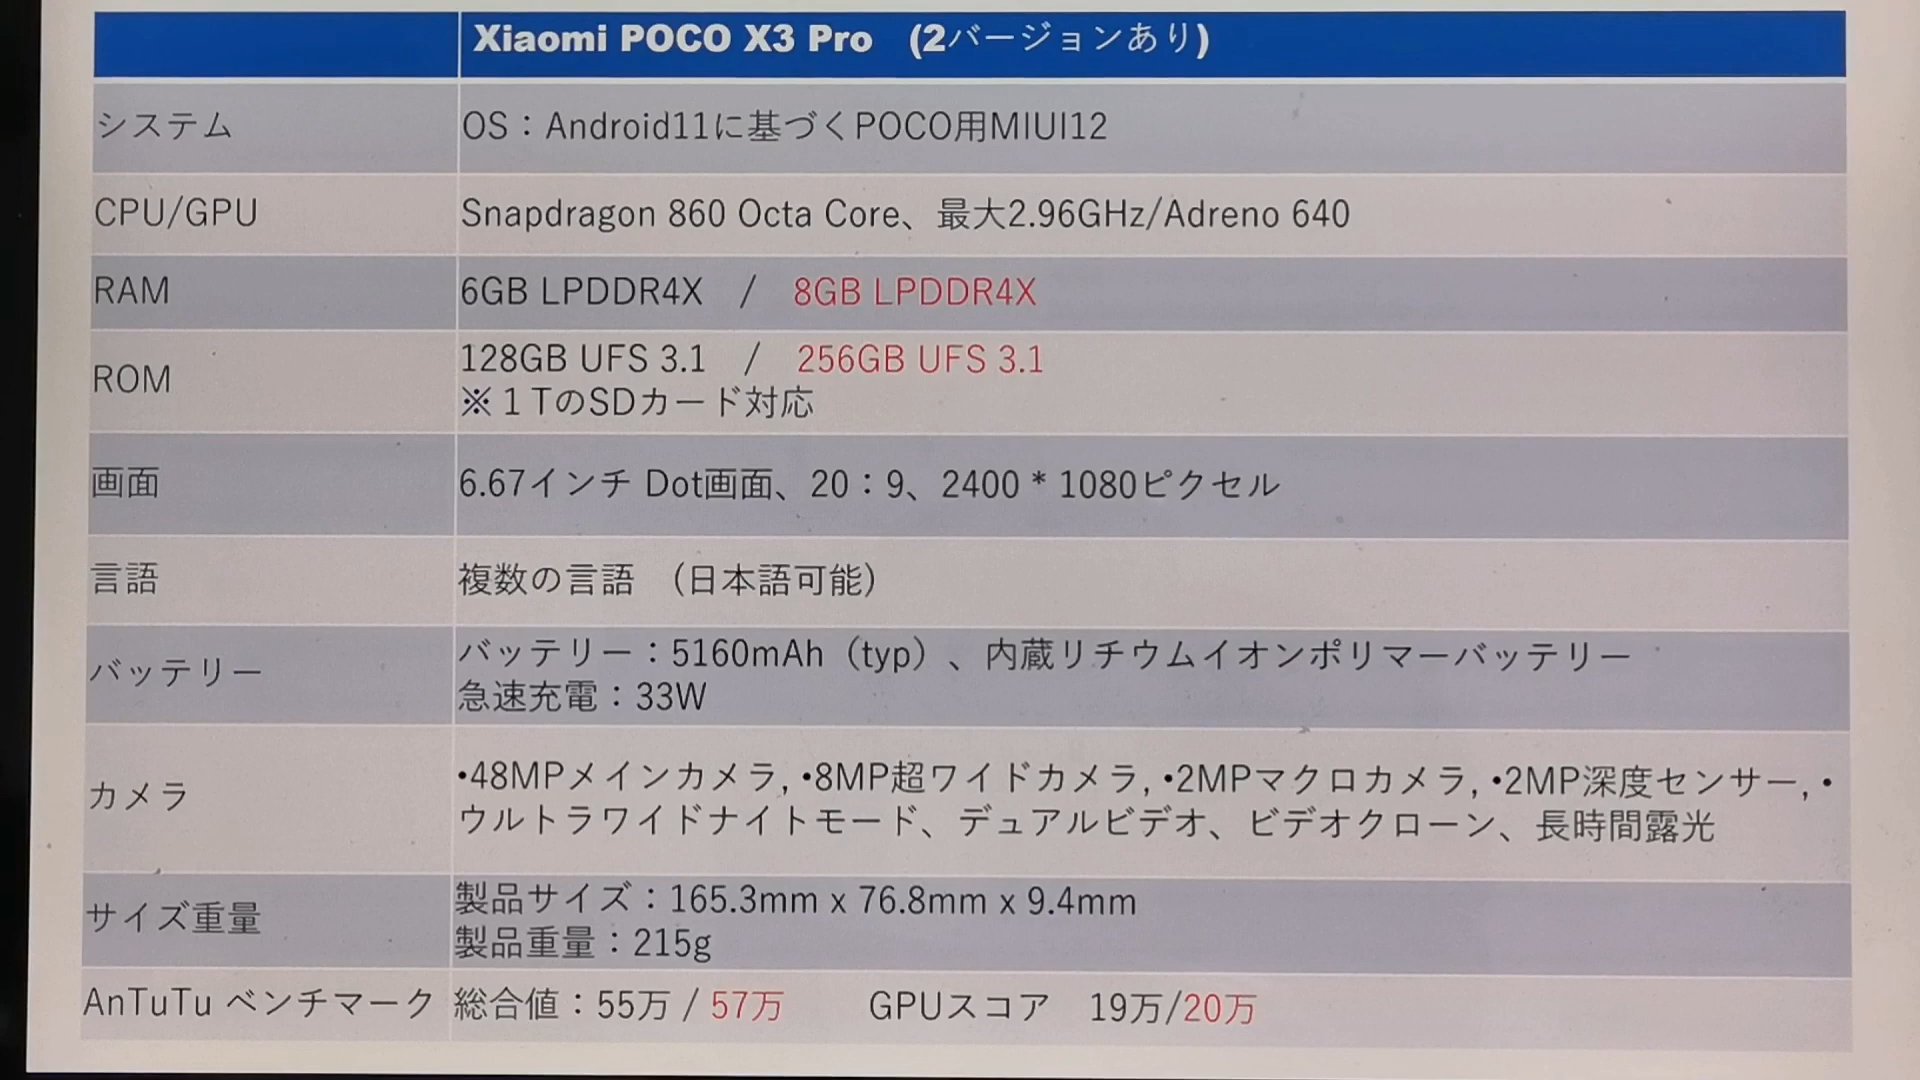 Xiaomi POCO X3 Pro (2バージョンあり)
システム
OS：Android11に基づくPOCO用MIUI12
CPU/GPU
Snapdragon 860 Octa Core、最大2.96GHz/Adreno 640
RAM
6GB LPDDR4X / 8GB LPDDR4X
ROM
128GB UFS 3.1 / 256GB UFS 3.1
※１TのSDカード対応
画面
6.67インチ Dot画面、20：9、2400 * 1080ピクセル
言語
複数の言語 （日本語可能）
バッテリー
バッテリー：5160mAh（typ）、内蔵リチウムイオンポリマーバッテリー
急速充電：33W
カメラ
•48MPメインカメラ, •8MP超ワイドカメラ, •2MPマクロカメラ, •2MP深度センサー, •
ウルトラワイドナイトモード、デュアルビデオ、ビデオクローン、長時間露光
サイズ重量
製品サイズ：165.3mm x 76.8mm x 9.4mm
製品重量：215g
AnTuTu ベンチマーク
総合値：55万 / 57万 GPUスコア 19万/20万